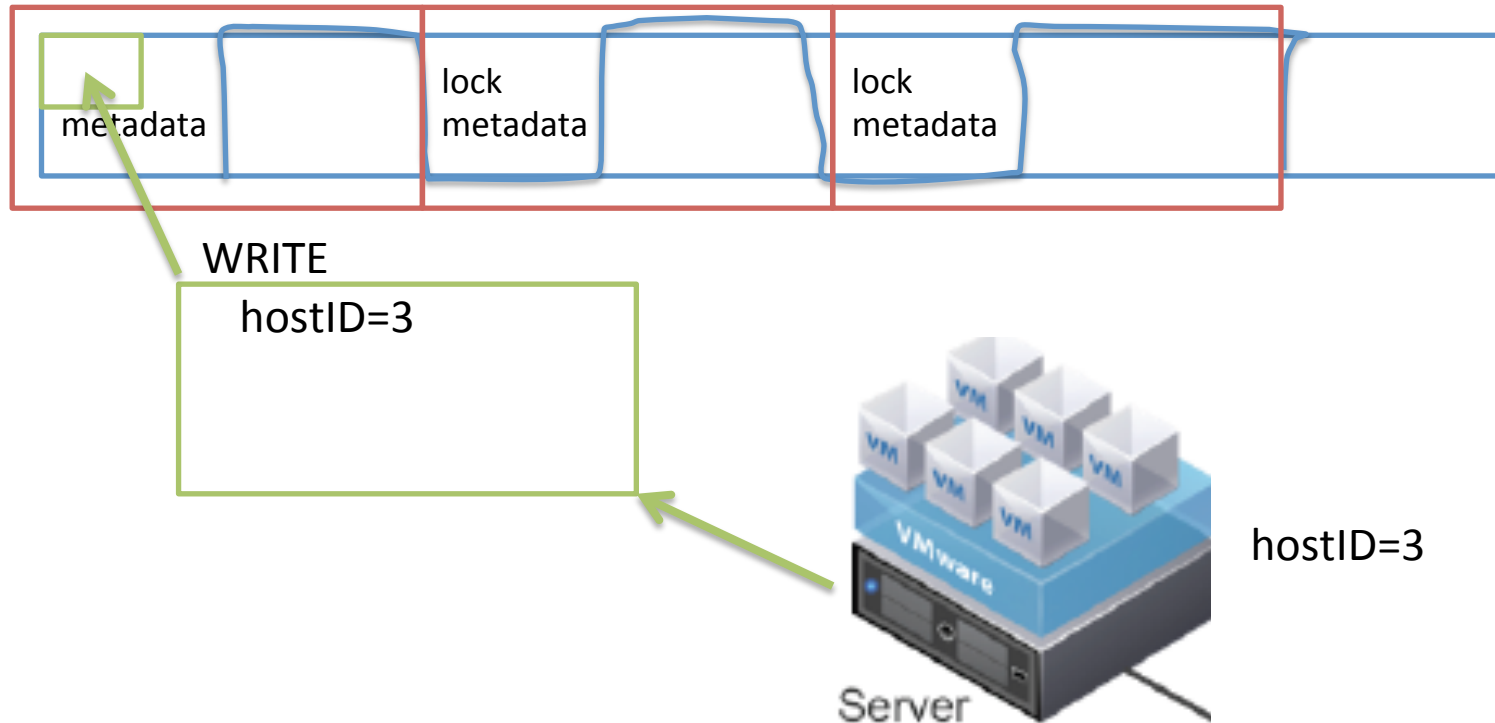 metadata
lock
metadata
lock
metadata
WRITE
hostID=3
VM
VM
VM
VM
VM
VM
VMware
hostID=3
Server